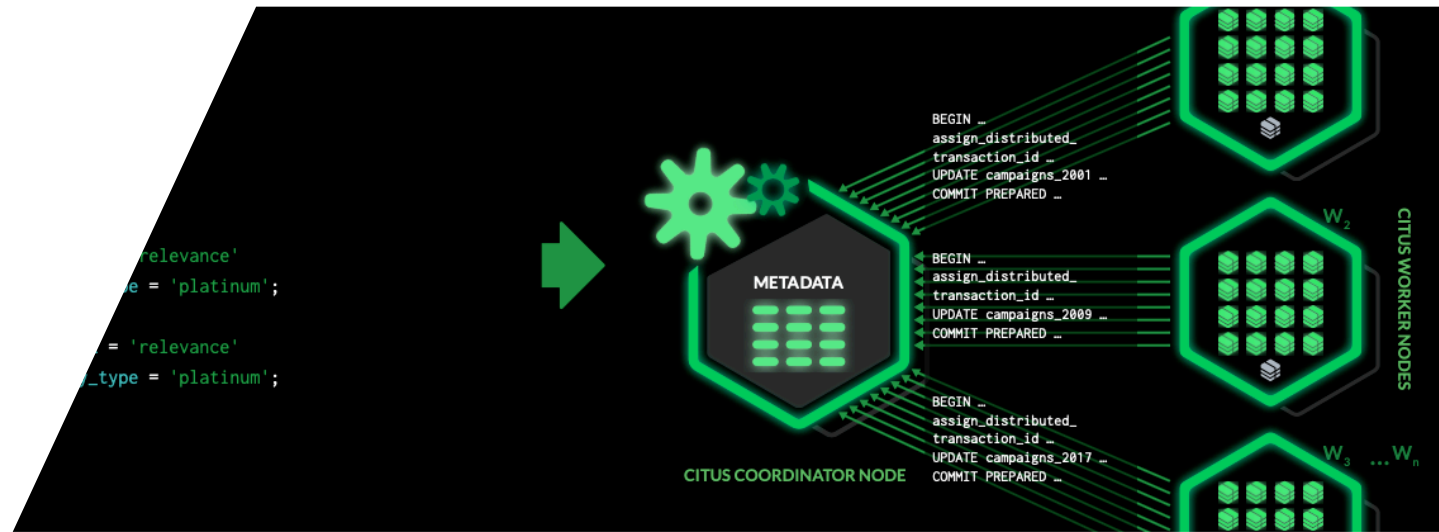 relevance'
= 'platinum';
= 'relevance'
_type = 'platinum';
METADATA
CITUS COORDINATOR NODE
BEGIN …
assign_distributed_
transaction_id …
UPDATE campaigns_2001 …
COMMIT PREPARED …
BEGIN …
assign_distributed_
transaction_id …
UPDATE campaigns_2009 …
COMMIT PREPARED …
BEGIN …
assign_distributed_
transaction_id …
UPDATE campaigns_2017 …
COMMIT PREPARED …
W2
W3 …Wn
CITUS WORKER NODES